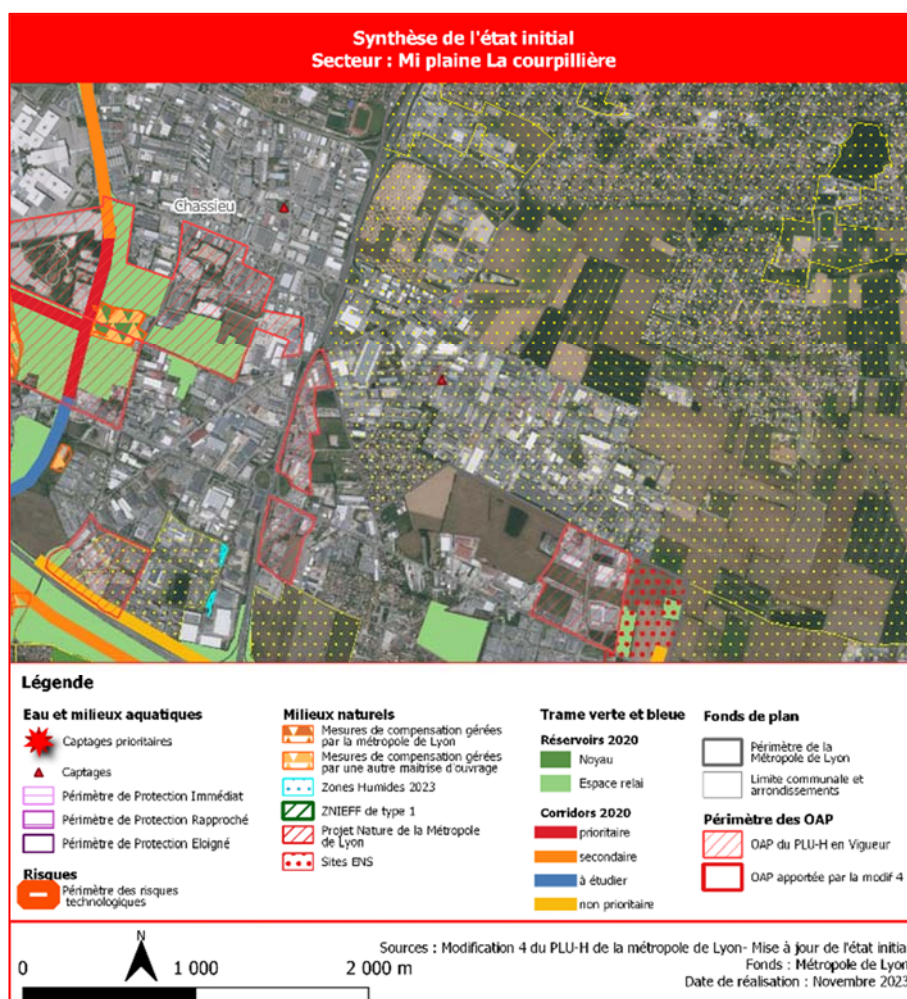 Synthèse de l'état initial
Secteur : Mi plaine La courpillière
Chassieu
Légende
Eau et milieux aquatiques
Captages prioritaires
Captages
Périmètre de Protection Immédiat
Périmètre de Protection Rapproché
Périmètre de Protection Eloigné
Risques
Périmètre des risques
technologiques
Milieux naturels
Mesures de compensation gérées
par la métropole de Lyon
Mesures de compensation gérées
par une autre maitrise d'ouvrage
Zones Humides 2023
ZNIEFF de type 1
Projet Nature de la Métropole
de Lyon
Sites ENS
Trame verte et bleue
Réservoirs 2020
Noyau
Espace relai
Corridors 2020
prioritaire
secondaire
à étudier
non prioritaire
Fonds de plan
Périmètre de la
Métropole de Lyon
Limite communale et
arrondissements
Périmètre des OAP
OAP du PLU-H en Vigueur
OAP apportée par la modif 4
N
0 1 000 2 000 m
Sources : Modification 4 du PLU-H de la métropole de Lyon- Mise à jour de l'état initial
Fonds : Métropole de Lyon
Date de réalisation : Novembre 2023